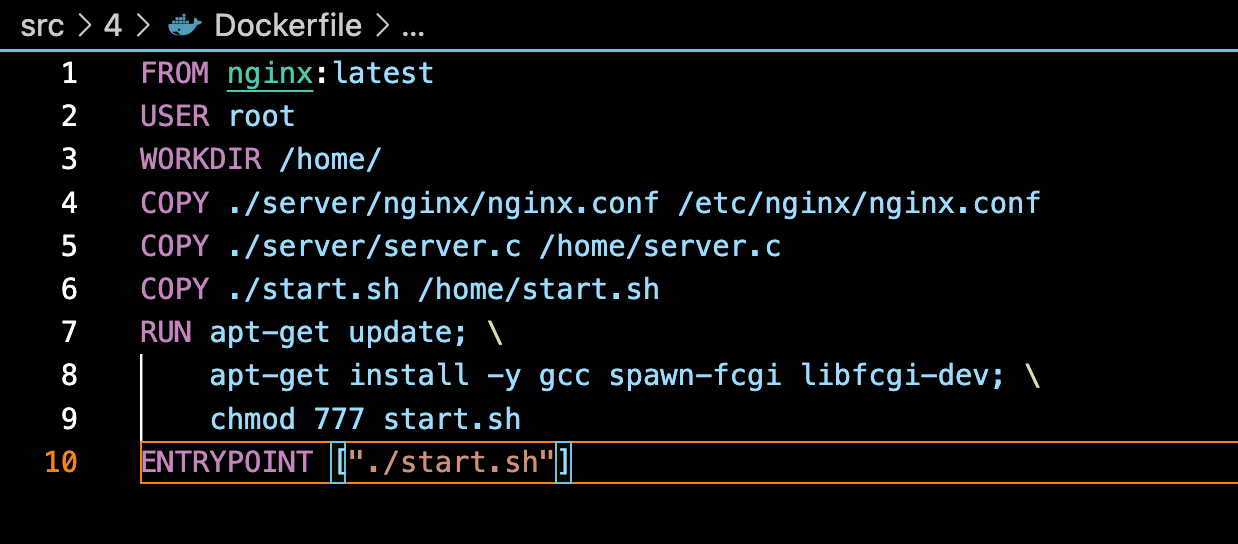 src > 4 > Dockerfile > ...
1 FROM nginx:latest
2 USER root
3 WORKDIR /home/
4 COPY ./server/nginx/nginx.conf /etc/nginx/nginx.conf
5 COPY ./server/server.c /home/server.c
6 COPY ./start.sh /home/start.sh
7 RUN apt-get update; \
8     apt-get install -y gcc spawn-fcgi libfcgi-dev; \
9     chmod 777 start.sh
10 ENTRYPOINT ["./start.sh"]